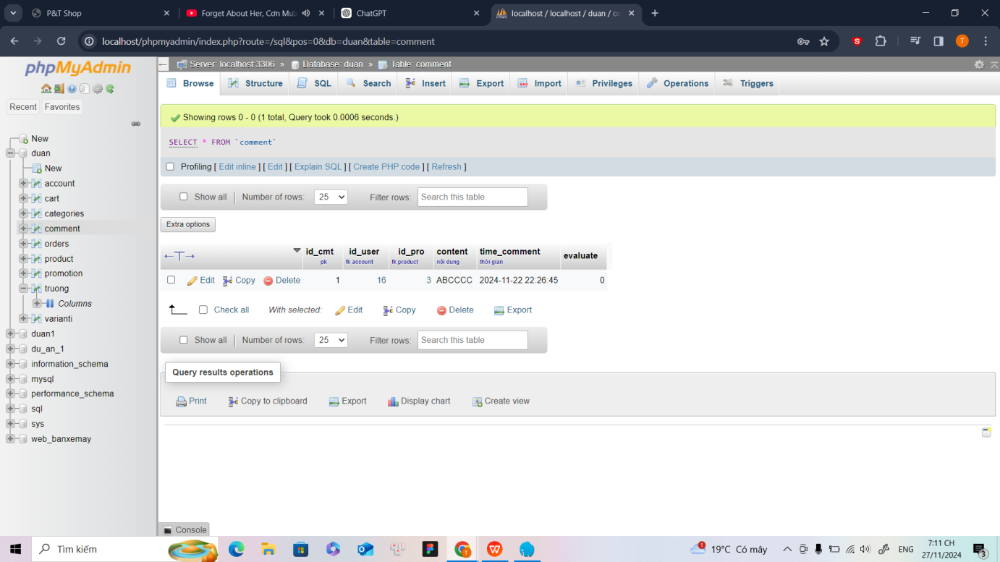 P&T Shop
Forget About Her, Cơn Mưa
ChatGPT
localhost / localhost / duan / co
localhost/phpmyadmin/index.php?route=/sql&pos=0&db=duan&table=comment
S
T
phpMyAdmin
Recent Favorites
New
duan
New
account
cart
categories
comment
orders
product
promotion
truong
Columns
varianti
duan1
du_an_1
information_schema
mysql
performance_schema
sql
sys
web_banxemay
Server: localhost:3306 » Database: duan » Table: comment
Browse Structure SQL Search Insert Export Import Privileges Operations Triggers
Showing rows 0 - 0 (1 total, Query took 0.0006 seconds.)
SELECT * FROM `comment`
Profiling [ Edit inline ] [ Edit ] [ Explain SQL ] [ Create PHP code ] [ Refresh ]
Show all Number of rows: 25 Filter rows: Search this table
Extra options
←T→ id_cmt id_user id_pro content time_comment evaluate
pk fk account fk product nội dung thời gian
Edit Copy Delete 1 16 3 ABCCCC 2024-11-22 22:26:45 0
Check all With selected: Edit Copy Delete Export
Show all Number of rows: 25 Filter rows: Search this table
Query results operations
Print Copy to clipboard Export Display chart Create view
Console
Tìm kiếm
1 19°C Có mây ENG 7:11 CH
27/11/2024 3